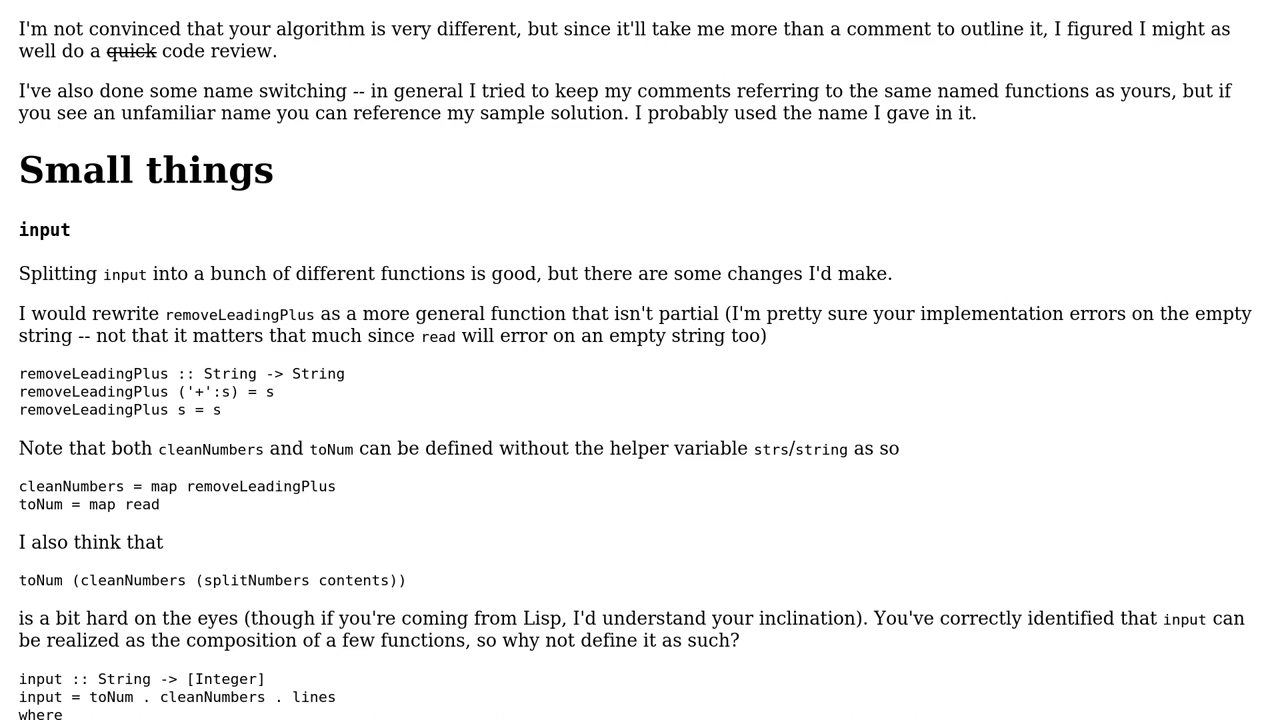 I'm not convinced that your algorithm is very different, but since it'll take me more than a comment to outline it, I figured I might as
well do a quick code review.
I've also done some name switching -- in general I tried to keep my comments referring to the same named functions as yours, but if
you see an unfamiliar name you can reference my sample solution. I probably used the name I gave in it.
Small things
input
Splitting input into a bunch of different functions is good, but there are some changes I'd make.
I would rewrite removeLeadingPlus as a more general function that isn't partial (I'm pretty sure your implementation errors on the empty
string -- not that it matters that much since read will error on an empty string too)
removeLeadingPlus :: String -> String
removeLeadingPlus ('+':s) = s
removeLeadingPlus s = s
Note that both cleanNumbers and toNum can be defined without the helper variable strs/string as so
cleanNumbers = map removeLeadingPlus
toNum = map read
I also think that
toNum (cleanNumbers (splitNumbers contents))
is a bit hard on the eyes (though if you're coming from Lisp, I'd understand your inclination). You've correctly identified that input can
be realized as the composition of a few functions, so why not define it as such?
input :: String -> [Integer]
input = toNum . cleanNumbers . lines
where